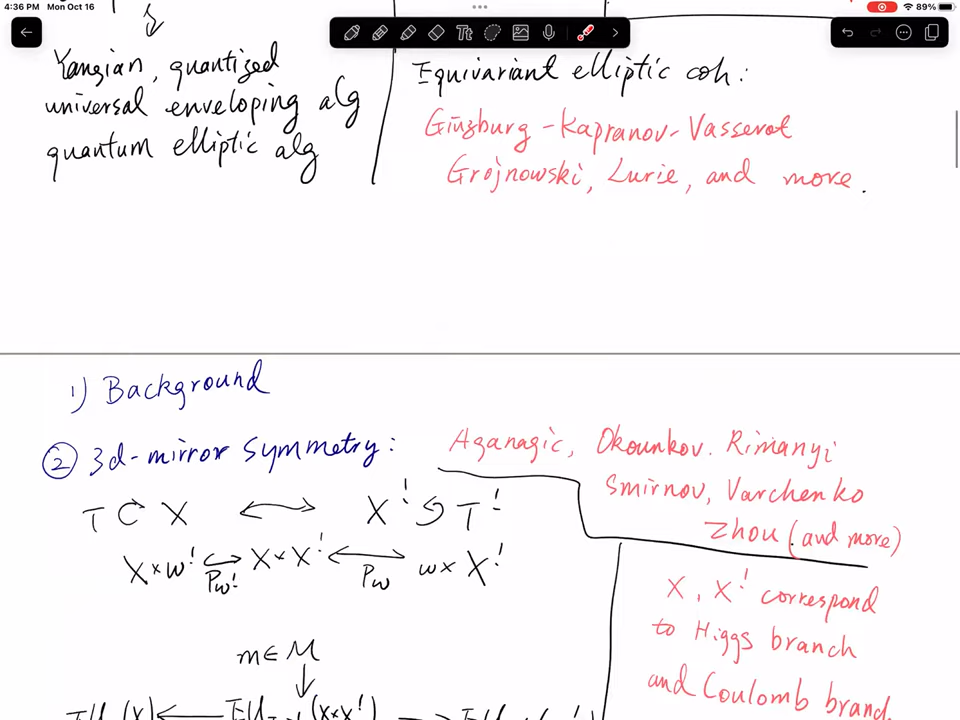 4:36 PM Mon Oct 16
89%
Tt
Yangian, quantized
universal enveloping alg
quantum elliptic alg
Equivariant elliptic coh:
Ginzburg-Kapranov-Vasserot
Grojnowski, Lurie, and more.
1) Background
② 3d-mirror symmetry:
Aganagic, Okounkov. Rimanyi
Smirnov, Varchenko
Zhou (and more)
T ↻ X ⟷ X! ↺ T!
X × w! ⟷ X × X! ⟷ w × X!
Pw! Pw
X, X! correspond
to Higgs branch
and Coulomb branch.
m ∈ M
(X) ⟵ (X×X!)